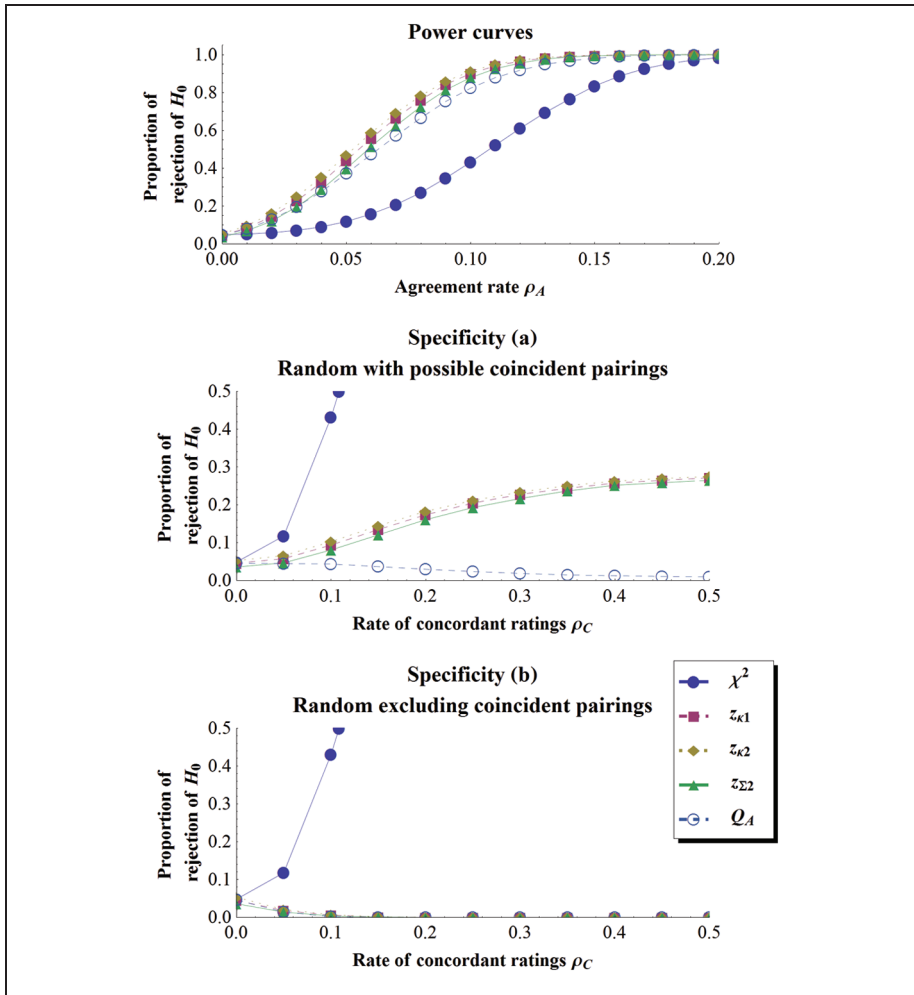 Power curves
Proportion of
rejection of H0
1.0
0.8
0.6
0.4
0.2
0.0
0.00 0.05 0.10 0.15 0.20
Agreement rate ρA
Specificity (a)
Random with possible coincident pairings
Proportion of
rejection of H0
0.5
0.4
0.3
0.2
0.1
0.0
0.0 0.1 0.2 0.3 0.4 0.5
Rate of concordant ratings ρC
Specificity (b)
Random excluding coincident pairings
Proportion of
rejection of H0
0.5
0.4
0.3
0.2
0.1
0.0
0.0 0.1 0.2 0.3 0.4 0.5
Rate of concordant ratings ρC
χ2
zκ1
zκ2
zΣ2
QA